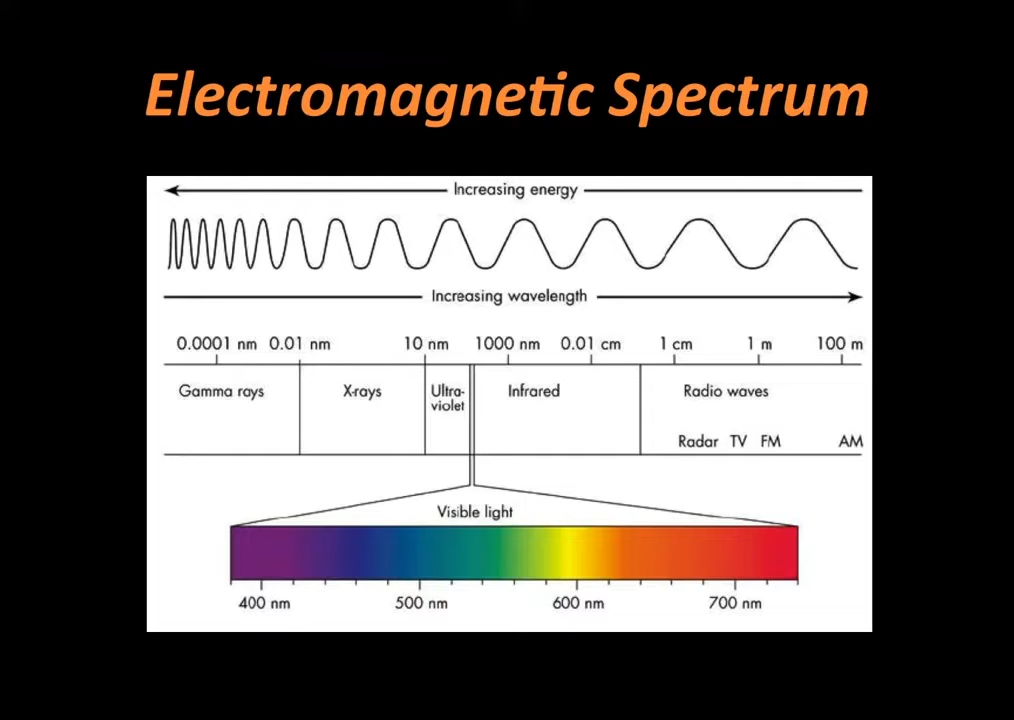 Electromagnetic Spectrum
Increasing energy
Increasing wavelength
0.0001 nm 0.01 nm 10 nm 1000 nm 0.01 cm 1 cm 1 m 100 m
Gamma rays X-rays Ultra- Infrared Radio waves
violet
Radar TV FM AM
Visible light
400 nm 500 nm 600 nm 700 nm